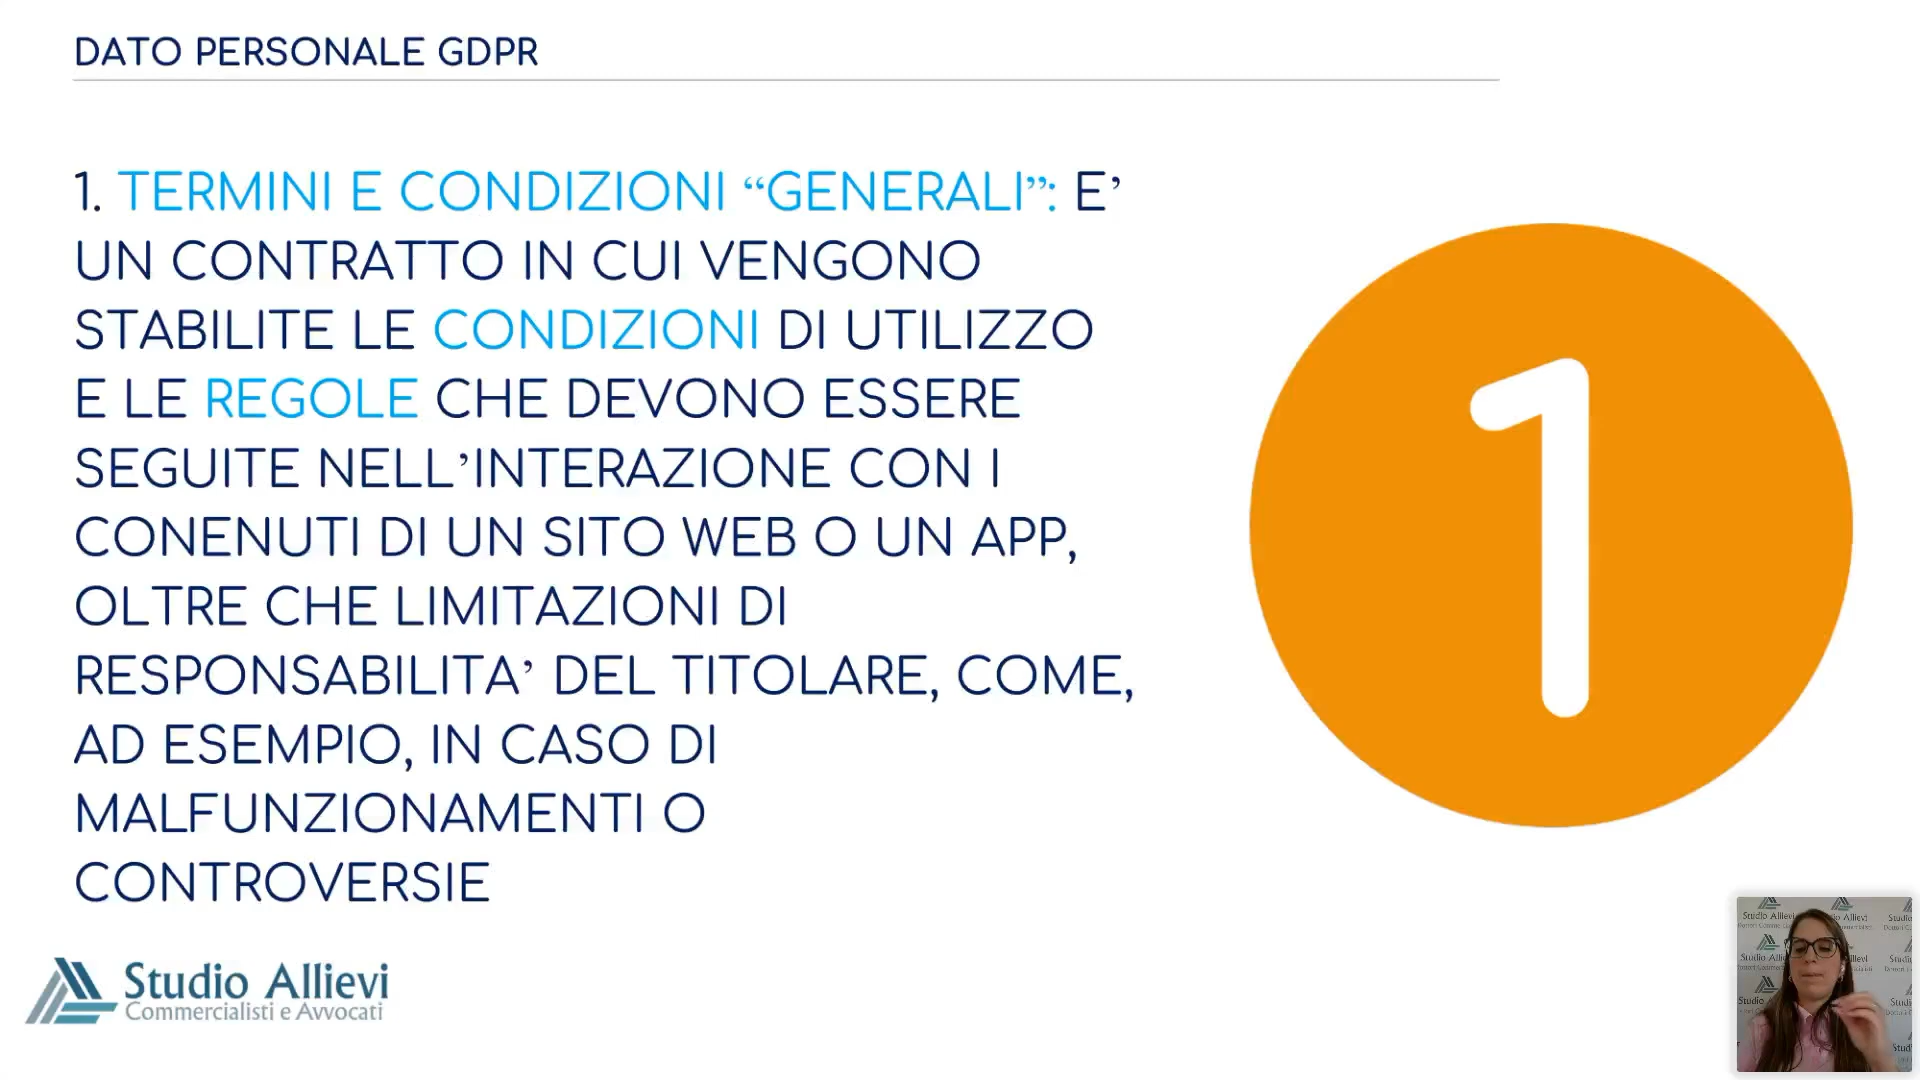 DATO PERSONALE GDPR
1. TERMINI E CONDIZIONI “GENERALI”: E’
UN CONTRATTO IN CUI VENGONO
STABILITE LE CONDIZIONI DI UTILIZZO
E LE REGOLE CHE DEVONO ESSERE
SEGUITE NELL’INTERAZIONE CON I
CONENUTI DI UN SITO WEB O UN APP,
OLTRE CHE LIMITAZIONI DI
RESPONSABILITA’ DEL TITOLARE, COME,
AD ESEMPIO, IN CASO DI
MALFUNZIONAMENTI O
CONTROVERSIE
1
Studio Allievi
Commercialisti e Avvocati
Studio Allievi